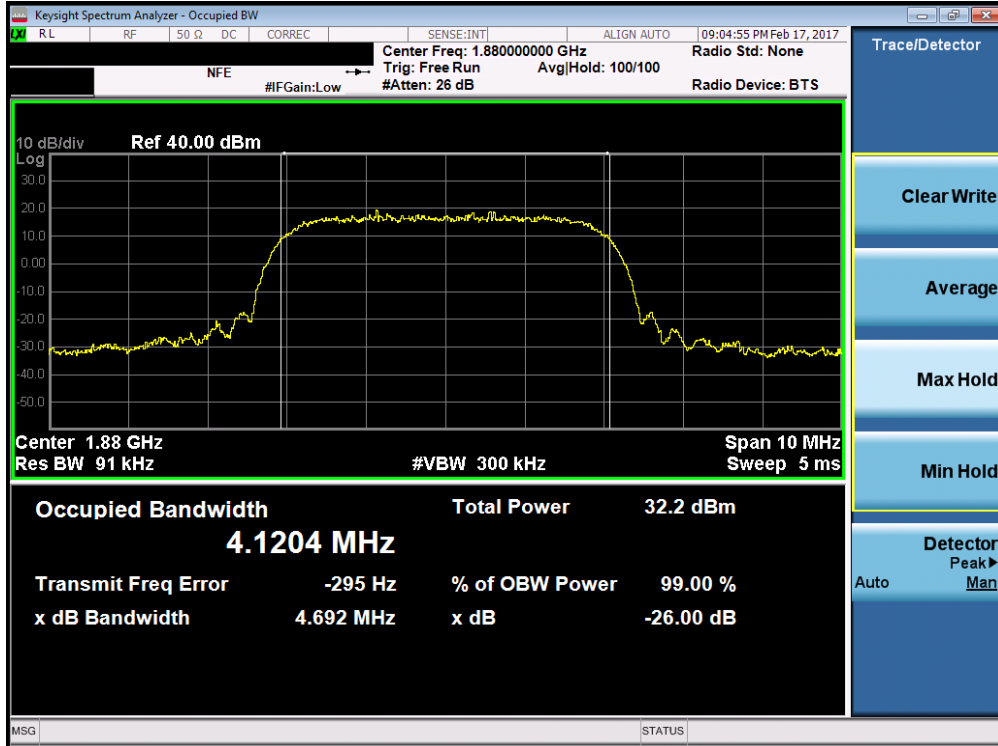 Keysight Spectrum Analyzer - Occupied BW
LXI RL RF 50 Ω DC CORREC SENSE:INT ALIGN AUTO 09:04:55 PM Feb 17, 2017
Center Freq: 1.880000000 GHz Radio Std: None
NFE Trig: Free Run Avg|Hold: 100/100
#IFGain:Low #Atten: 26 dB Radio Device: BTS
10 dB/div Ref 40.00 dBm
Log
30.0
20.0
10.0
0.00
-10.0
-20.0
-30.0
-40.0
-50.0
Center 1.88 GHz Span 10 MHz
Res BW 91 kHz #VBW 300 kHz Sweep 5 ms
Occupied Bandwidth Total Power 32.2 dBm
4.1204 MHz
Transmit Freq Error -295 Hz % of OBW Power 99.00 %
x dB Bandwidth 4.692 MHz x dB -26.00 dB
MSG STATUS
Trace/Detector
Clear Write
Average
Max Hold
Min Hold
Detector
Peak▶
Auto Man